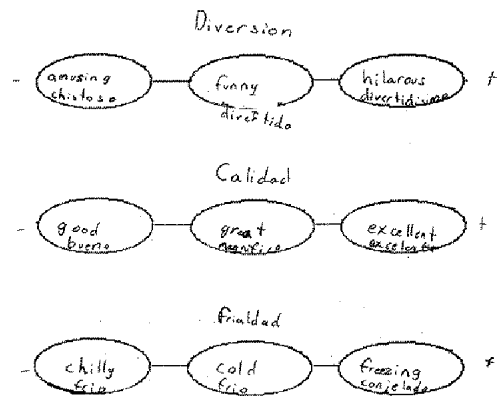 Diversion
- amusing funny hilarous +
chistoso divertido divertidisimo
Calidad
- good great excellent +
bueno magnifico excelente
frialdad
- chilly cold freezing +
frio frio conjelado